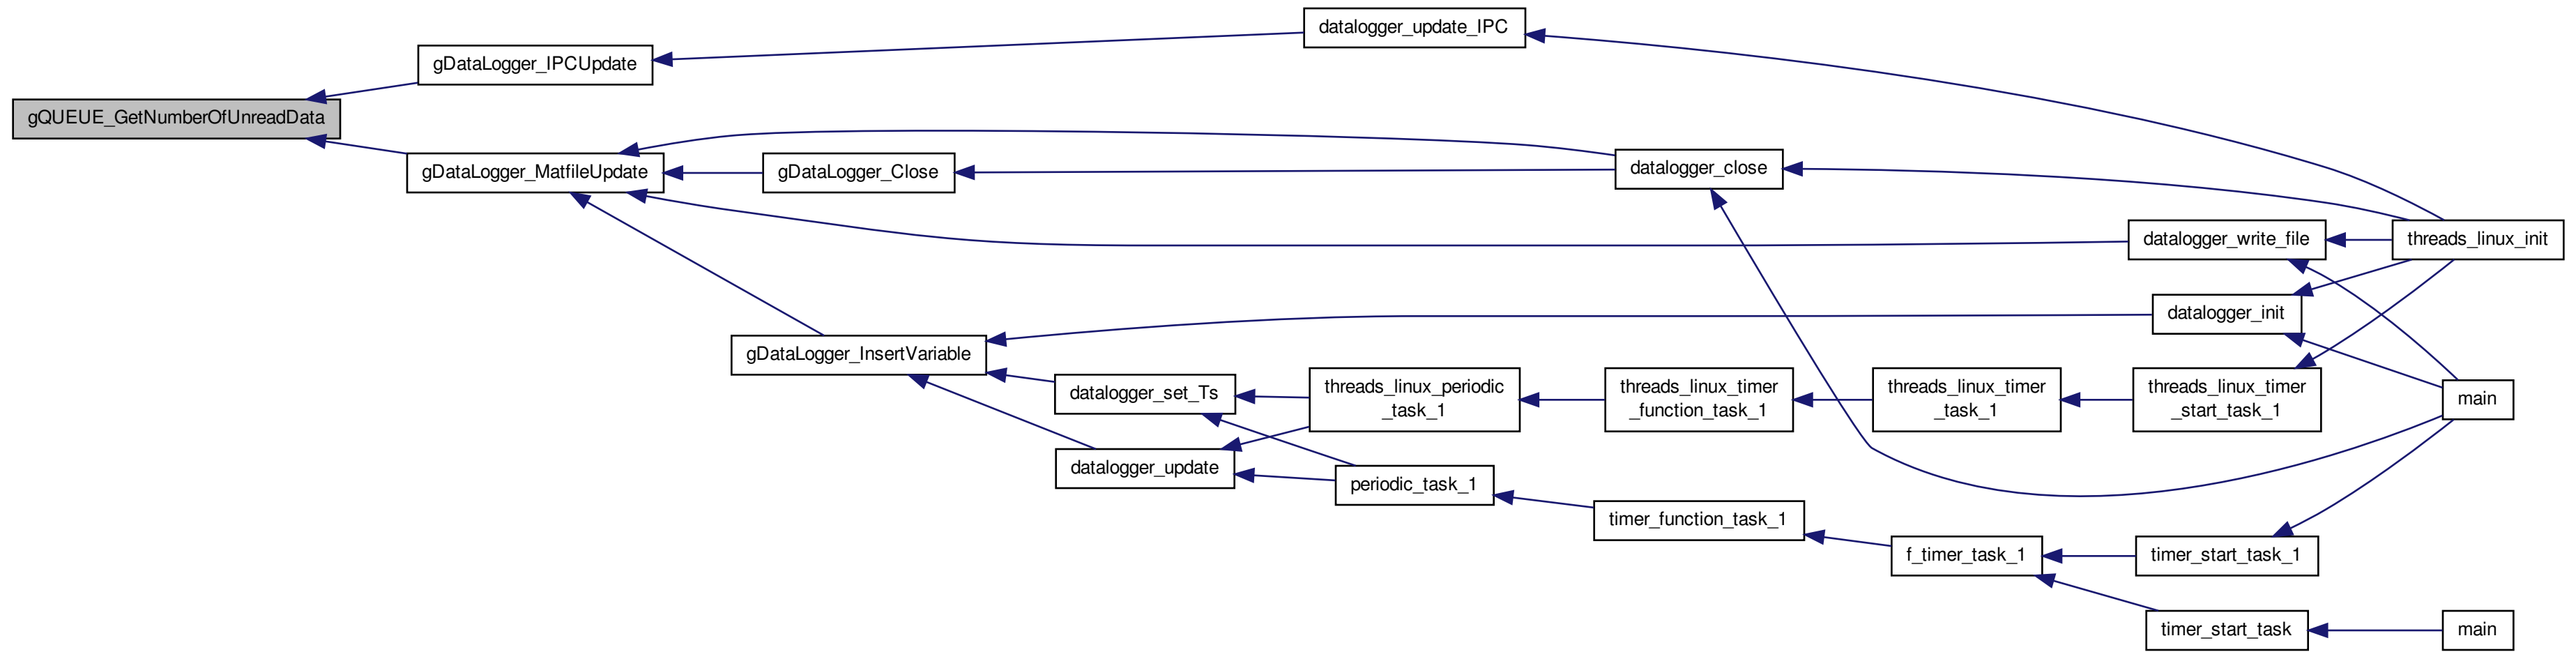 gQUEUE_GetNumberOfUnreadData
gDataLogger_IPCUpdate
datalogger_update_IPC
gDataLogger_MatfileUpdate
gDataLogger_Close
datalogger_close
datalogger_write_file
threads_linux_init
gDataLogger_InsertVariable
datalogger_init
datalogger_set_Ts
threads_linux_periodic
_task_1
threads_linux_timer
_function_task_1
threads_linux_timer
_task_1
threads_linux_timer
_start_task_1
main
datalogger_update
periodic_task_1
timer_function_task_1
f_timer_task_1
timer_start_task_1
timer_start_task
main